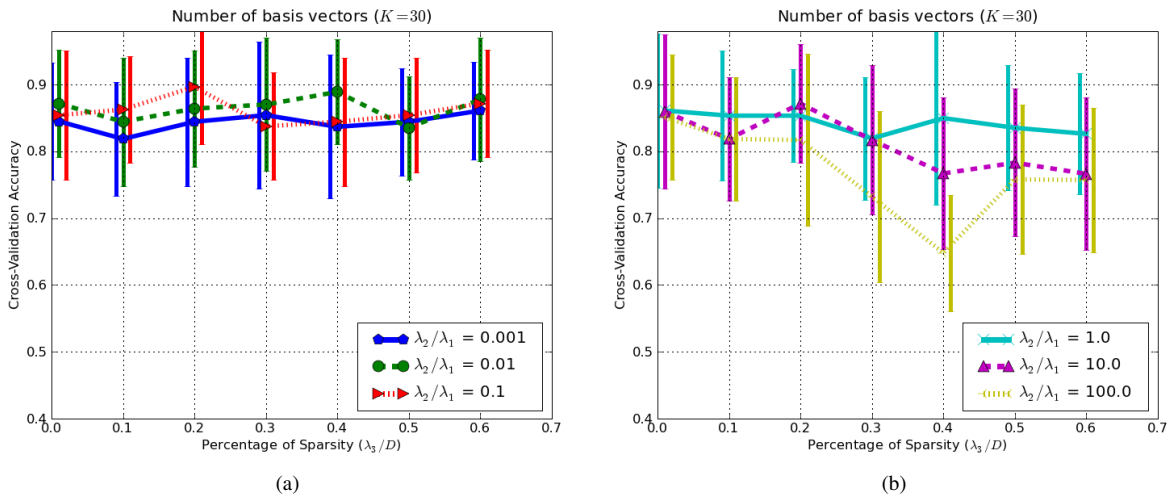 Number of basis vectors (K=30)
Cross-Validation Accuracy
0.9
0.8
0.7
0.6
0.5
0.4
λ₂/λ₁ = 0.001
λ₂/λ₁ = 0.01
λ₂/λ₁ = 0.1
0.0 0.1 0.2 0.3 0.4 0.5 0.6 0.7
Percentage of Sparsity (λ₃/D)
(a)
Number of basis vectors (K=30)
Cross-Validation Accuracy
0.9
0.8
0.7
0.6
0.5
0.4
λ₂/λ₁ = 1.0
λ₂/λ₁ = 10.0
λ₂/λ₁ = 100.0
0.0 0.1 0.2 0.3 0.4 0.5 0.6 0.7
Percentage of Sparsity (λ₃/D)
(b)